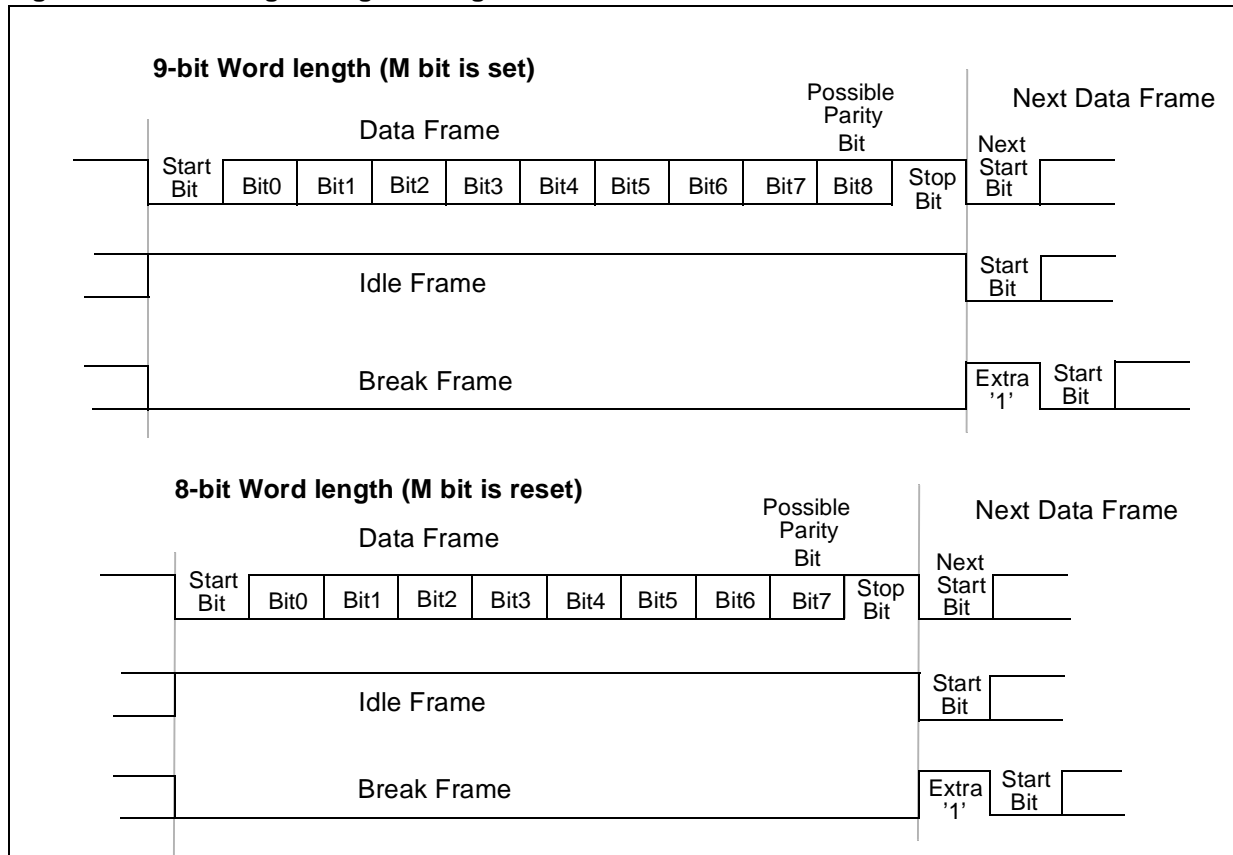 9-bit Word length (M bit is set)
Possible
Parity
Bit
Next Data Frame
Data Frame
Start
Bit
Bit0
Bit1
Bit2
Bit3
Bit4
Bit5
Bit6
Bit7
Bit8
Stop
Bit
Next
Start
Bit
Idle Frame
Start
Bit
Break Frame
Extra
'1'
Start
Bit
8-bit Word length (M bit is reset)
Possible
Parity
Bit
Next Data Frame
Data Frame
Start
Bit
Bit0
Bit1
Bit2
Bit3
Bit4
Bit5
Bit6
Bit7
Stop
Bit
Next
Start
Bit
Idle Frame
Start
Bit
Break Frame
Extra
'1'
Start
Bit